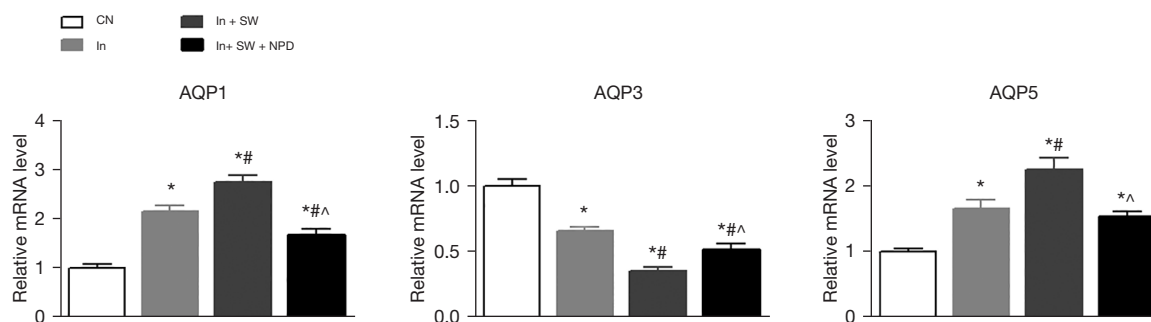 CN
In + SW
In
In+ SW + NPD
AQP1
Relative mRNA level
4
3
2
1
0
*
*#
*#^
AQP3
Relative mRNA level
1.5
1.0
0.5
0.0
*
*#
*#^
AQP5
Relative mRNA level
3
2
1
0
*
*#
*^